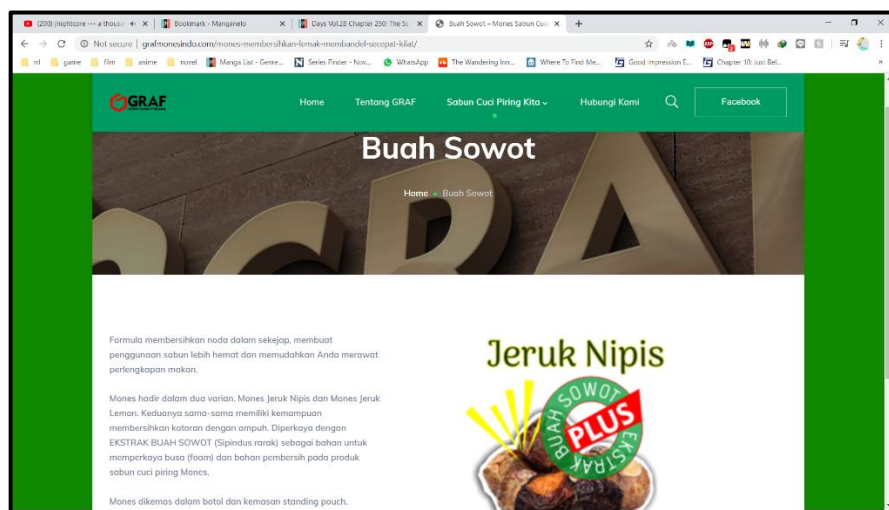 (200) (nightcore --- a thousa
Bookmark - Manganelo
Days Vol.28 Chapter 250: The Si
Buah Sowot – Mones Sabun Cuci
Not secure | grafmonesindo.com/mones-membersihkan-lemak-membandel-secepat-kilat/
game
film
anime
novel
Manga List - Genre...
Series Finder - Nov...
WhatsApp
The Wandering Inn...
Where To Find Me...
Good Impression E...
Chapter 10: Just Bel...
GRAF
Home
Tentang GRAF
Sabun Cuci Piring Kita
Hubungi Kami
Facebook
Buah Sowot
Home
Buah Sowot
Formula membersihkan noda dalam sekejap, membuat
penggunaan sabun lebih hemat dan memudahkan Anda merawat
perlengkapan makan.
Mones hadir dalam dua varian. Mones Jeruk Nipis dan Mones Jeruk
Lemon. Keduanya sama-sama memiliki kemampuan
membersihkan kotoran dengan ampuh. Diperkaya dengan
EKSTRAK BUAH SOWOT (Sipindus rarak) sebagai bahan untuk
memperkaya busa (foam) dan bahan pembersih pada produk
sabun cuci piring Mones.
Mones dikemas dalam botol dan kemasan standing pouch.
Jeruk Nipis
BUAH SOWOT
PLUS
EKSTRAK